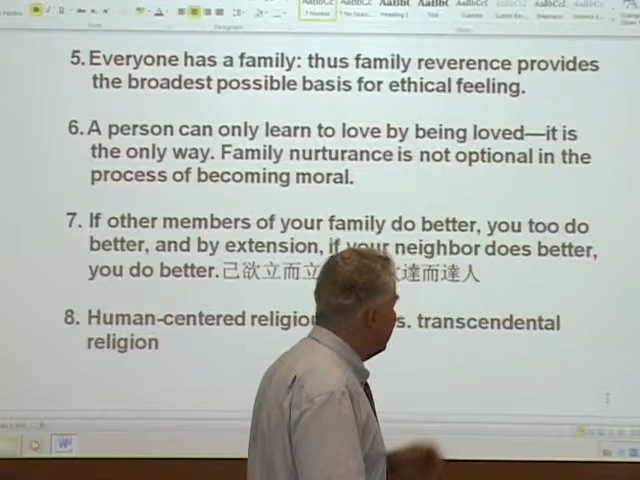 5. Everyone has a family: thus family reverence provides
the broadest possible basis for ethical feeling.
6. A person can only learn to love by being loved—it is
the only way. Family nurturance is not optional in the
process of becoming moral.
7. If other members of your family do better, you too do
better, and by extension, if your neighbor does better,
you do better. 己欲立而立 達而達人
8. Human-centered s. transcendental
religion